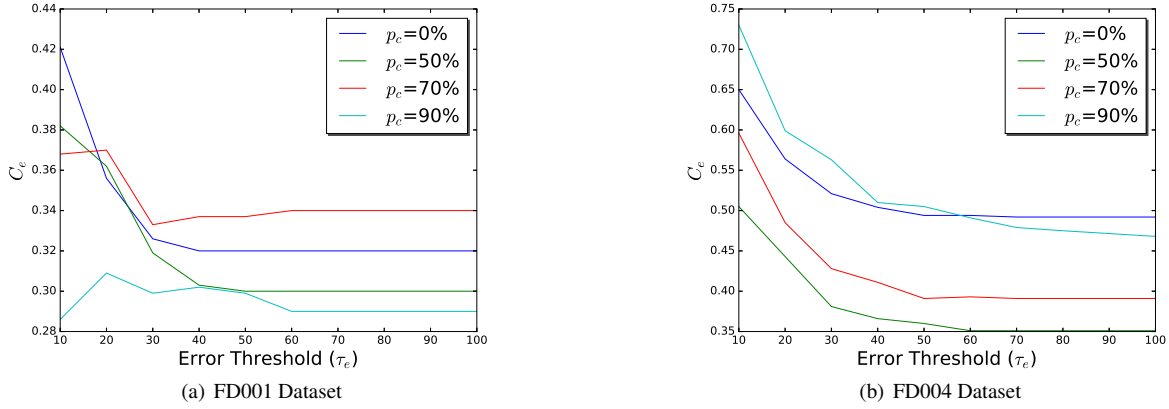 0.44
0.42
0.40
0.38
0.36
0.34
0.32
0.30
0.28
C_e
10 20 30 40 50 60 70 80 90 100
Error Threshold (τ_e)
p_c=0%
p_c=50%
p_c=70%
p_c=90%
(a) FD001 Dataset
0.75
0.70
0.65
0.60
0.55
0.50
0.45
0.40
0.35
C_e
10 20 30 40 50 60 70 80 90 100
Error Threshold (τ_e)
p_c=0%
p_c=50%
p_c=70%
p_c=90%
(b) FD004 Dataset